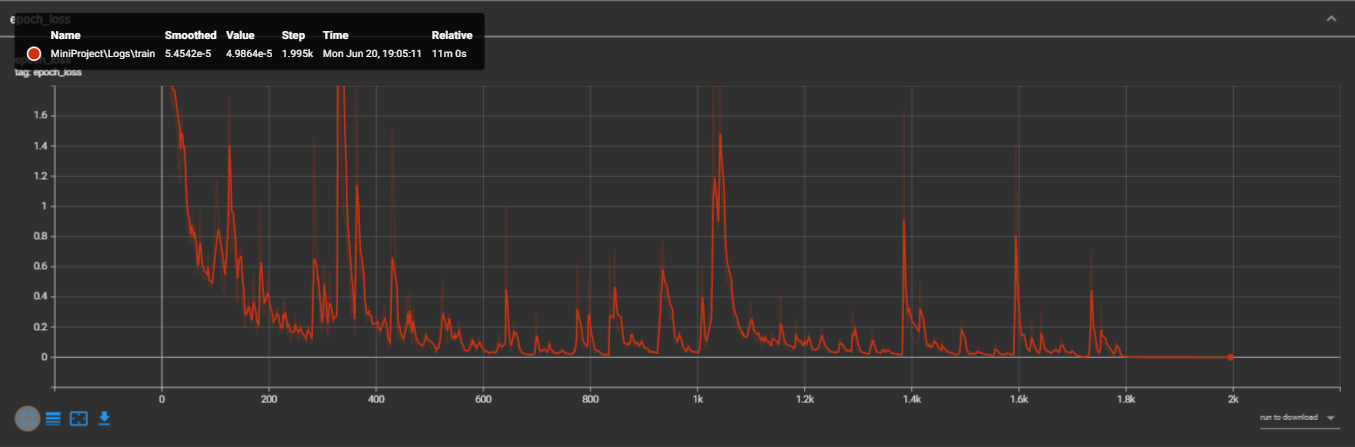 epoch_loss
Name Smoothed Value Step Time Relative
MiniProject\Logs\train 5.4542e-5 4.9864e-5 1.995k Mon Jun 20, 19:05:11 11m 0s
epoch_loss
tag: epoch_loss
1.6
1.4
1.2
1
0.8
0.6
0.4
0.2
0
0 200 400 600 800 1k 1.2k 1.4k 1.6k 1.8k 2k
run to download